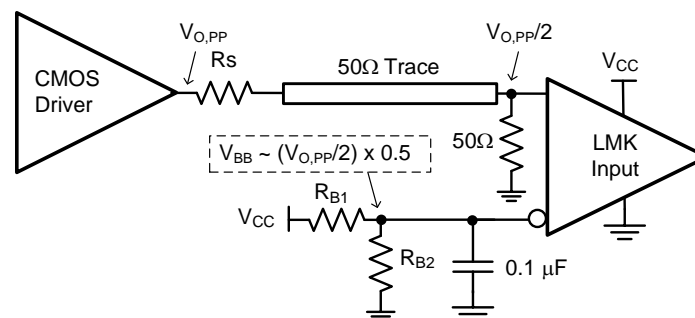 V_O,PP
V_O,PP/2
Rs
50Ω Trace
V_CC
CMOS
Driver
50Ω
LMK
Input
V_BB ~ (V_O,PP/2) x 0.5
R_B1
V_CC
R_B2
0.1 µF